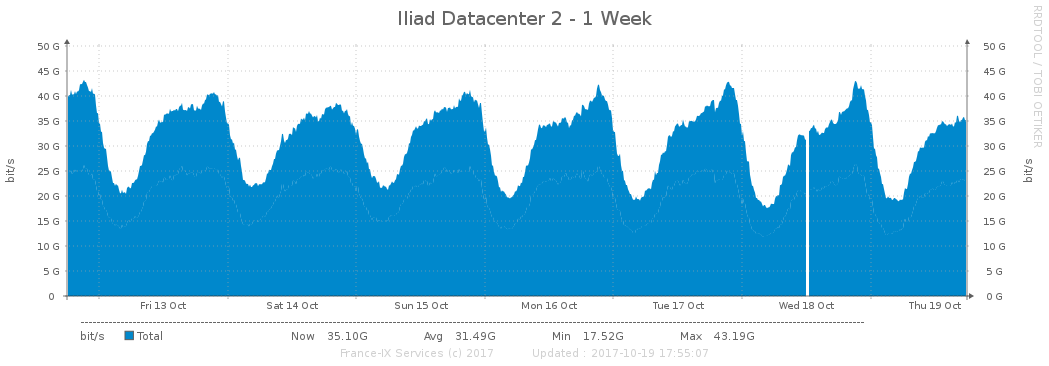 Iliad Datacenter 2 - 1 Week
RRDTOOL / TOBI OETIKER
bit/s
50 G 50 G
45 G 45 G
40 G 40 G
35 G 35 G
30 G 30 G
25 G 25 G
20 G 20 G
15 G 15 G
10 G 10 G
5 G 5 G
0 0 G
bit/s
Fri 13 Oct Sat 14 Oct Sun 15 Oct Mon 16 Oct Tue 17 Oct Wed 18 Oct Thu 19 Oct
bit/s Total Now 35.10G Avg 31.49G Min 17.52G Max 43.19G
France-IX Services (c) 2017 Updated : 2017-10-19 17:55:07